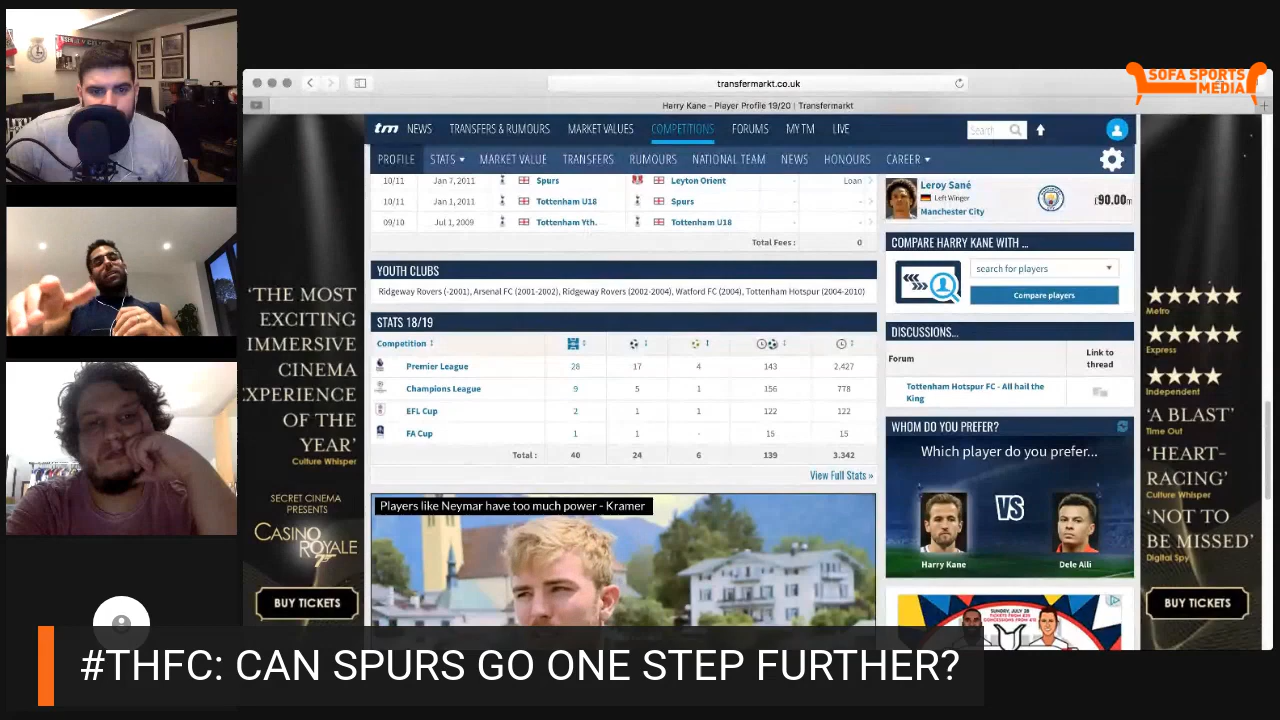 transfermarkt.co.uk
SOFA SPORTS
MEDIA
Harry Kane - Player Profile 19/20 | Transfermarkt
tm NEWS TRANSFERS & RUMOURS MARKET VALUES COMPETITIONS FORUMS MY TM LIVE Search
PROFILE STATS MARKET VALUE TRANSFERS RUMOURS NATIONAL TEAM NEWS HONOURS CAREER
10/11 Jan 7, 2011 Spurs Leyton Orient - Loan
10/11 Jan 1, 2011 Tottenham U18 Spurs - -
09/10 Jul 1, 2009 Tottenham Yth. Tottenham U18 - -
Total Fees : 0
Leroy Sané
Left Winger
Manchester City
£90.00m
COMPARE HARRY KANE WITH ...
search for players
Compare players
YOUTH CLUBS
Ridgeway Rovers (-2001), Arsenal FC (2001-2002), Ridgeway Rovers (2002-2004), Watford FC (2004), Tottenham Hotspur (2004-2010)
STATS 18/19
Competition
Premier League 28 17 4 143 2.427
Champions League 9 5 1 156 778
EFL Cup 2 1 1 122 122
FA Cup 1 1 - 15 15
Total : 40 24 6 139 3.342
View Full Stats »
DISCUSSIONS...
Forum Link to
thread
Tottenham Hotspur FC - All hail the
King
WHOM DO YOU PREFER?
Which player do you prefer...
VS
Harry Kane Dele Alli
Players like Neymar have too much power - Kramer
SUNDAY, JULY 28
'THE MOST
EXCITING
IMMERSIVE
CINEMA
EXPERIENCE
OF THE
YEAR'
Culture Whisper
SECRET CINEMA
PRESENTS
CASINO
ROYALE
007
BUY TICKETS
Metro
Express
Independent
'A BLAST'
Time Out
'HEART-
RACING'
Culture Whisper
'NOT TO
BE MISSED'
Digital Spy
BUY TICKETS
#THFC: CAN SPURS GO ONE STEP FURTHER?